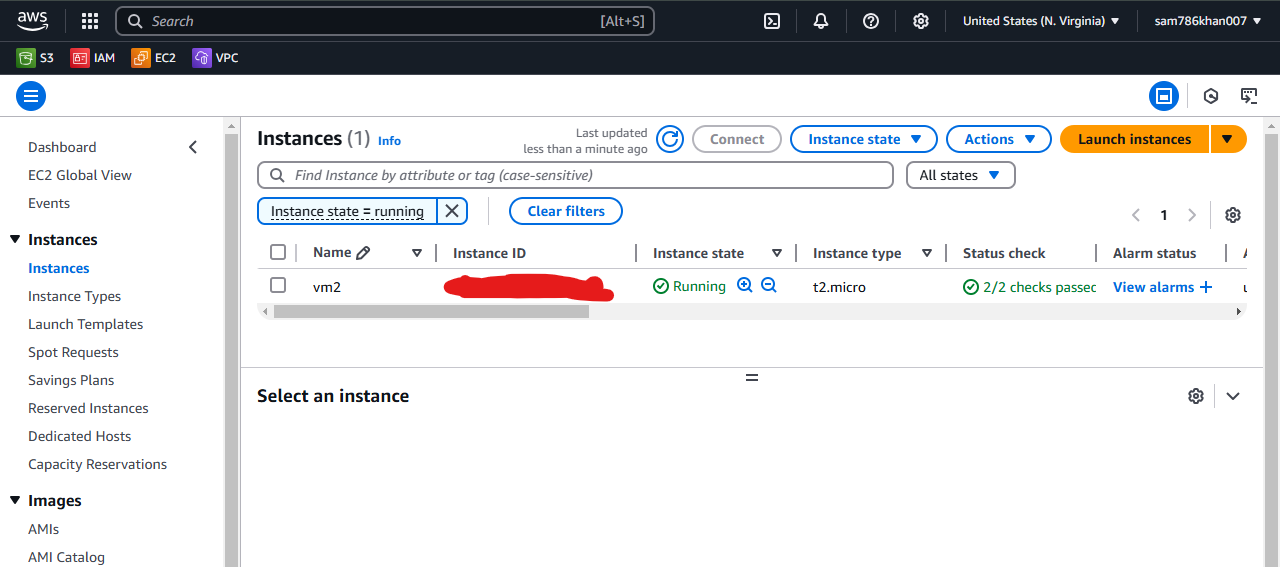 aws Search [Alt+S] United States (N. Virginia) sam786khan007
S3 IAM EC2 VPC
Dashboard
EC2 Global View
Events
Instances
Instances
Instance Types
Launch Templates
Spot Requests
Savings Plans
Reserved Instances
Dedicated Hosts
Capacity Reservations
Images
AMIs
AMI Catalog
Instances (1) Info
Last updated
less than a minute ago
Connect Instance state Actions Launch instances
Find Instance by attribute or tag (case-sensitive) All states
Instance state = running Clear filters 1
Name Instance ID Instance state Instance type Status check Alarm status
vm2 Running t2.micro 2/2 checks passec View alarms +
Select an instance